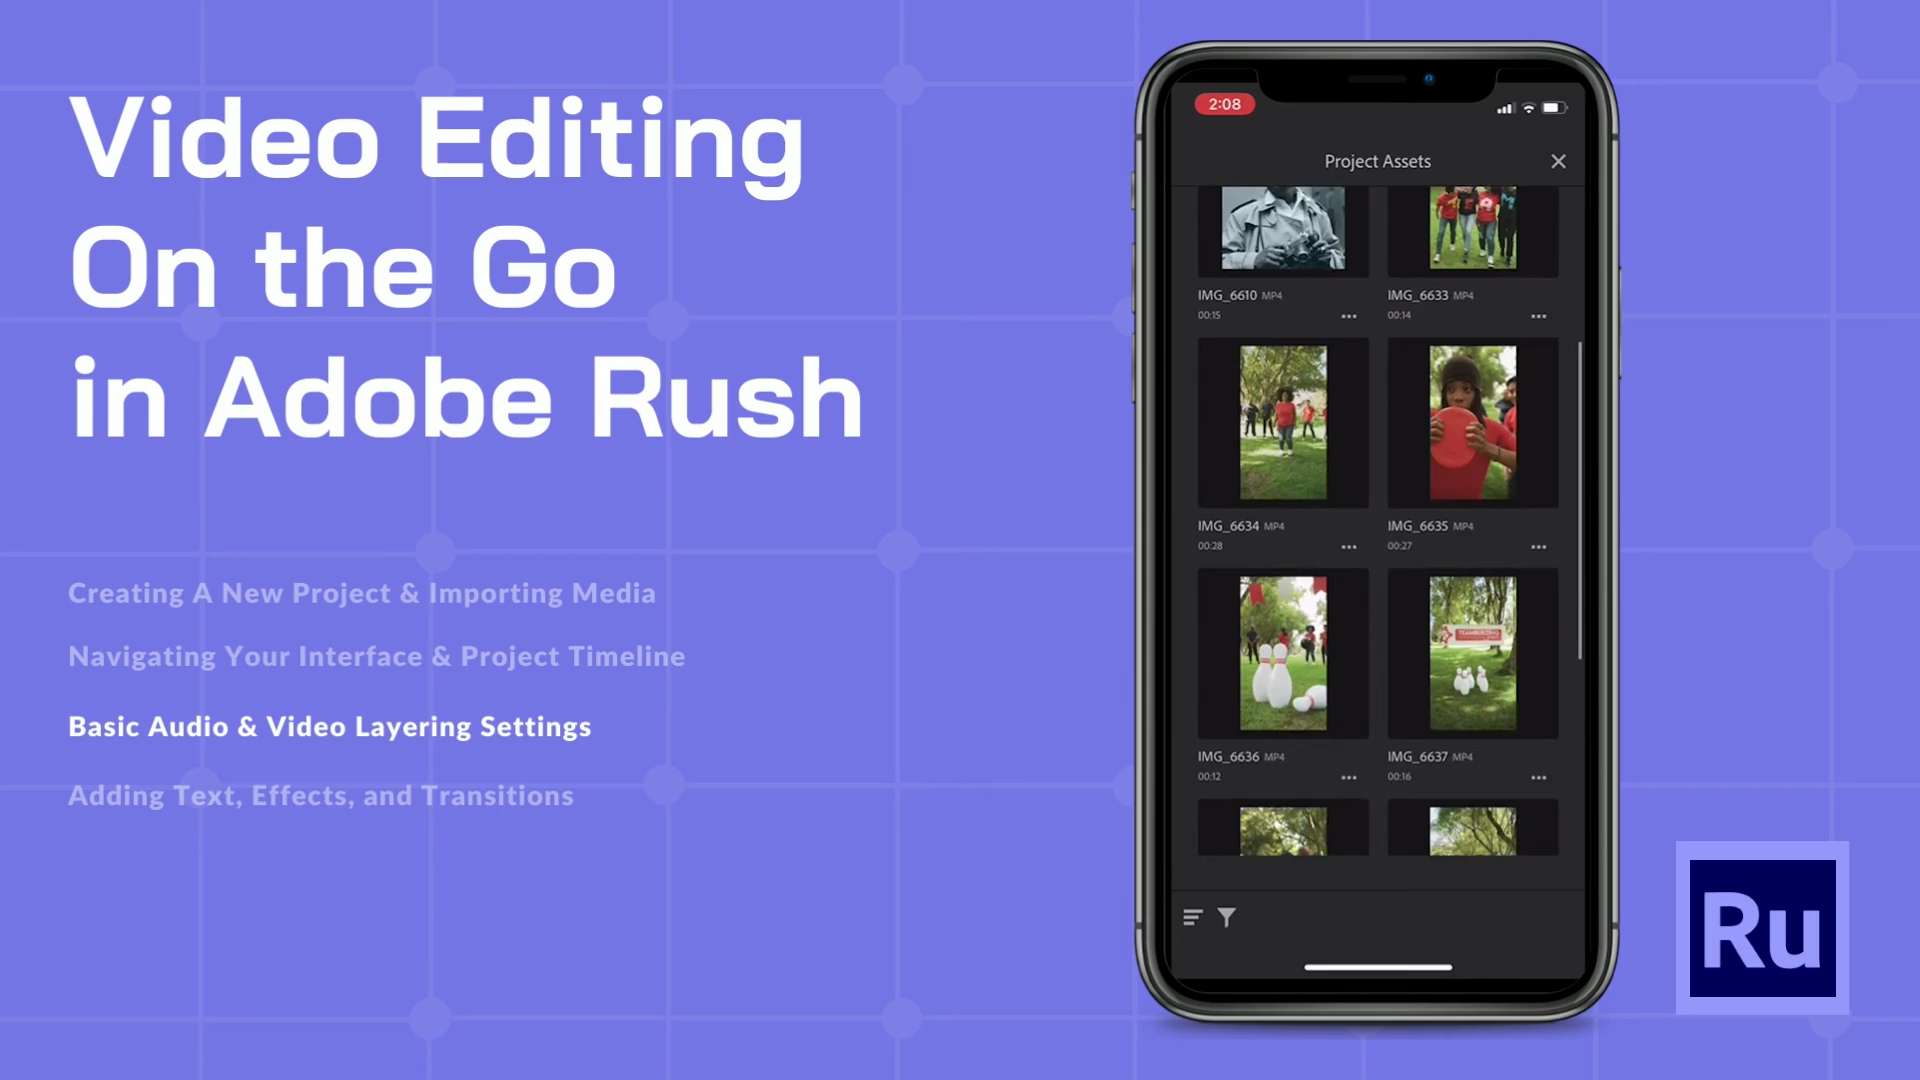 Video Editing
On the Go
in Adobe Rush
Creating A New Project & Importing Media
Navigating Your Interface & Project Timeline
Basic Audio & Video Layering Settings
Adding Text, Effects, and Transitions
2:08
Project Assets
IMG_6610 MP4
00:15
IMG_6633 MP4
00:14
IMG_6634 MP4
00:28
IMG_6635 MP4
00:27
TEAMBUILDING
IMG_6636 MP4
00:12
IMG_6637 MP4
00:16
Ru